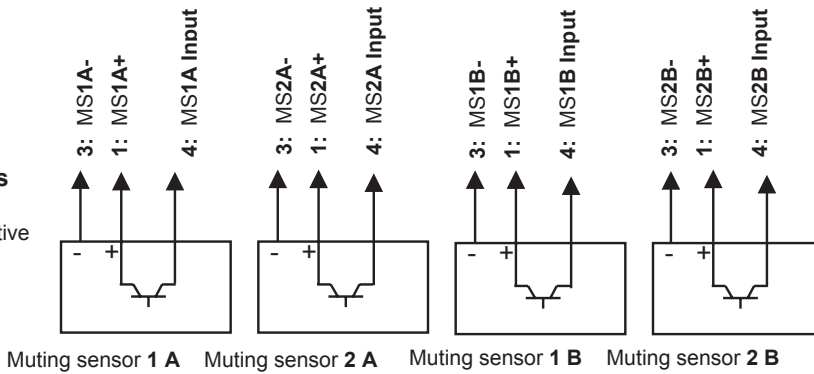 3: MS1A-
1: MS1A+
4: MS1A Input
3: MS2A-
1: MS2A+
4: MS2A Input
3: MS1B-
1: MS1B+
4: MS1B Input
3: MS2B-
1: MS2B+
4: MS2B Input
s
tive
- +
- +
- +
- +
Muting sensor 1 A
Muting sensor 2 A
Muting sensor 1 B
Muting sensor 2 B